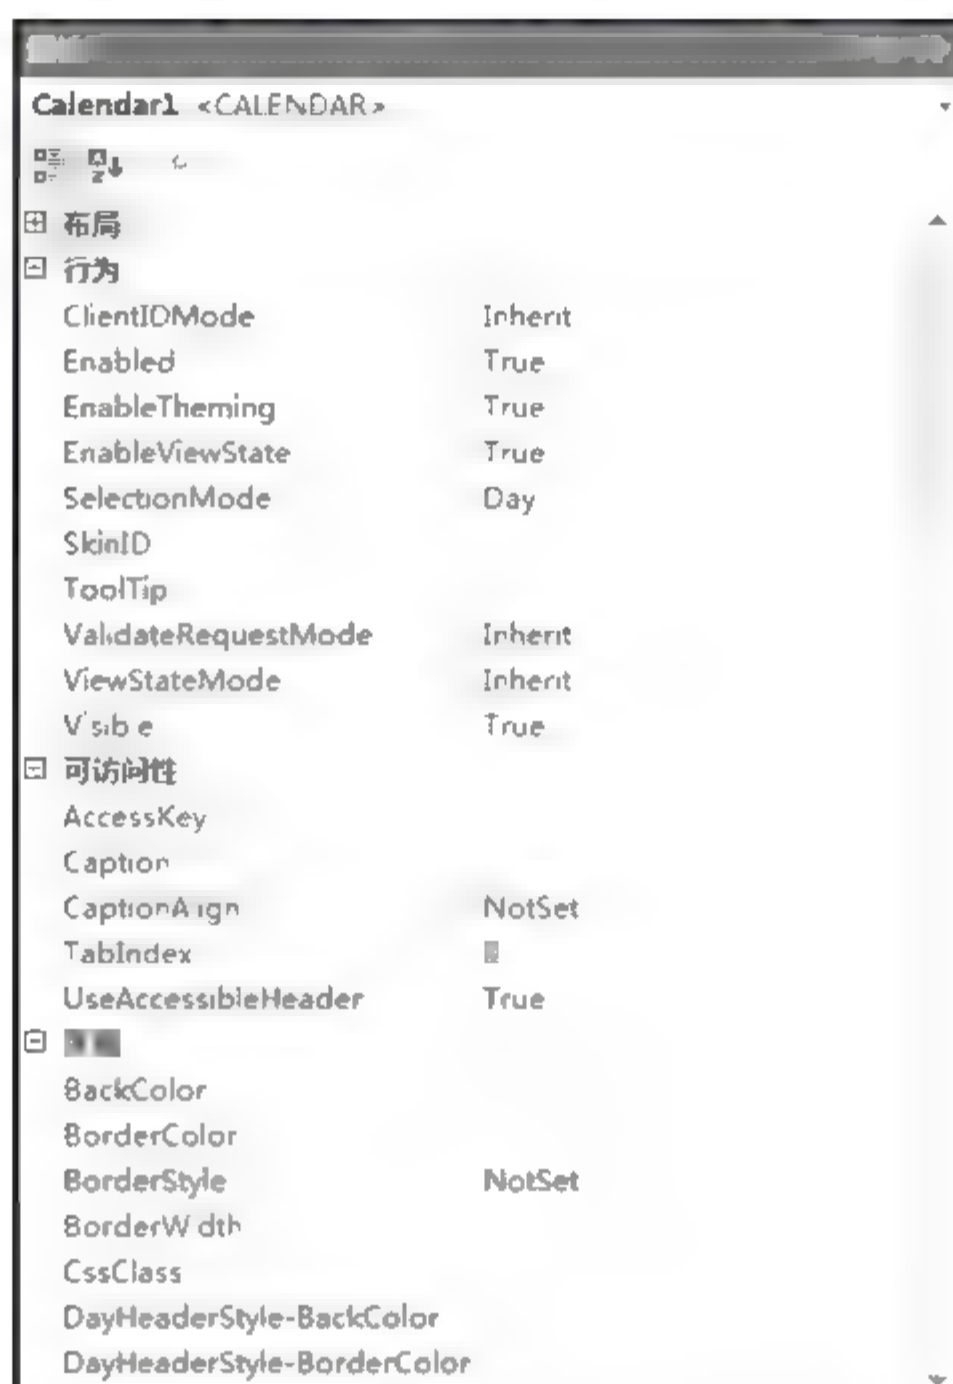 Calendar1 <CALENDAR>
布局
行为
ClientIDMode Inherit
Enabled True
EnableTheming True
EnableViewState True
SelectionMode Day
SkinID
ToolTip
ValidateRequestMode Inherit
ViewStateMode Inherit
Visible True
可访问性
AccessKey
Caption
CaptionAlign NotSet
TabIndex
UseAccessibleHeader True
BackColor
BorderColor
BorderStyle NotSet
BorderWidth
CssClass
DayHeaderStyle-BackColor
DayHeaderStyle-BorderColor